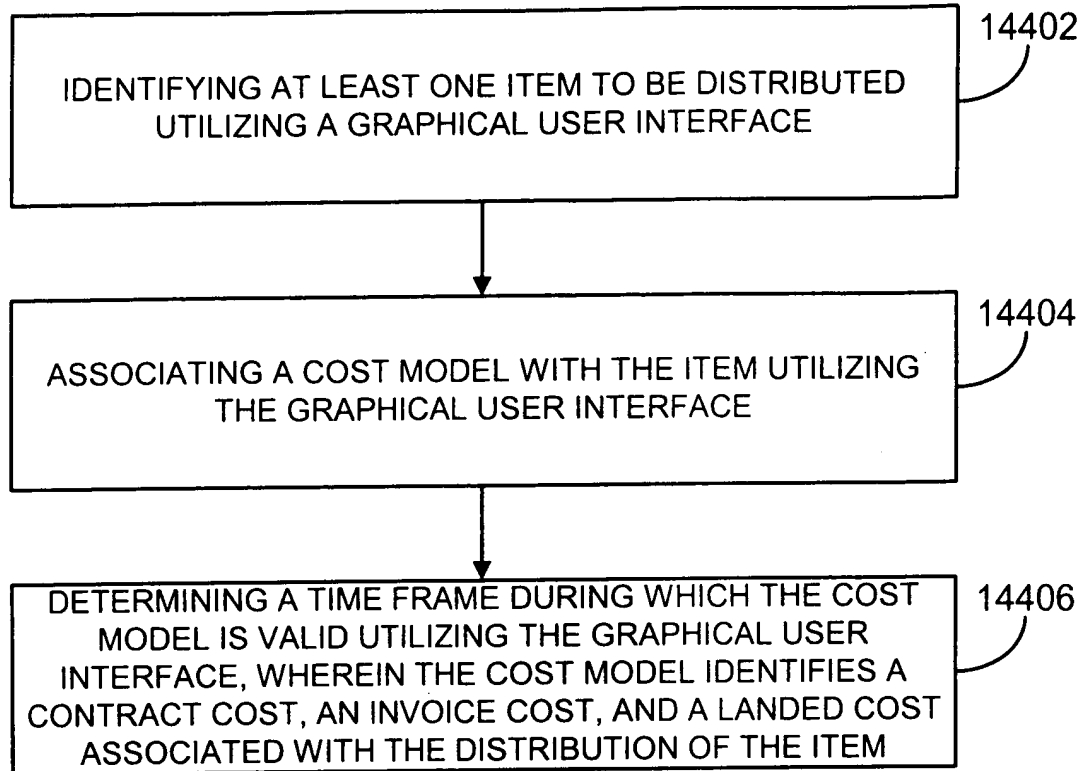 14402
IDENTIFYING AT LEAST ONE ITEM TO BE DISTRIBUTED
UTILIZING A GRAPHICAL USER INTERFACE
14404
ASSOCIATING A COST MODEL WITH THE ITEM UTILIZING
THE GRAPHICAL USER INTERFACE
14406
DETERMINING A TIME FRAME DURING WHICH THE COST
MODEL IS VALID UTILIZING THE GRAPHICAL USER
INTERFACE, WHEREIN THE COST MODEL IDENTIFIES A
CONTRACT COST, AN INVOICE COST, AND A LANDED COST
ASSOCIATED WITH THE DISTRIBUTION OF THE ITEM